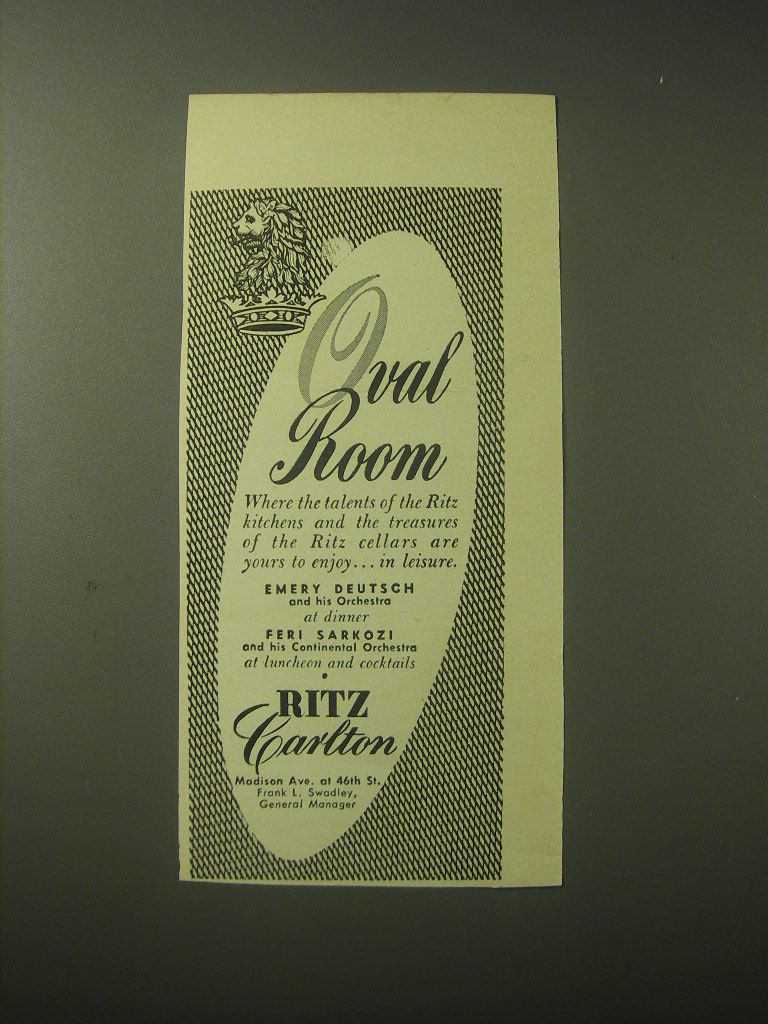 Oval
Room
Where the talents of the Ritz
kitchens and the treasures
of the Ritz cellars are
yours to enjoy... in leisure.
EMERY DEUTSCH
and his Orchestra
at dinner
FERI SARKOZI
and his Continental Orchestra
at luncheon and cocktails
RITZ
Carlton
Madison Ave. at 46th St.
Frank L. Swadley,
General Manager